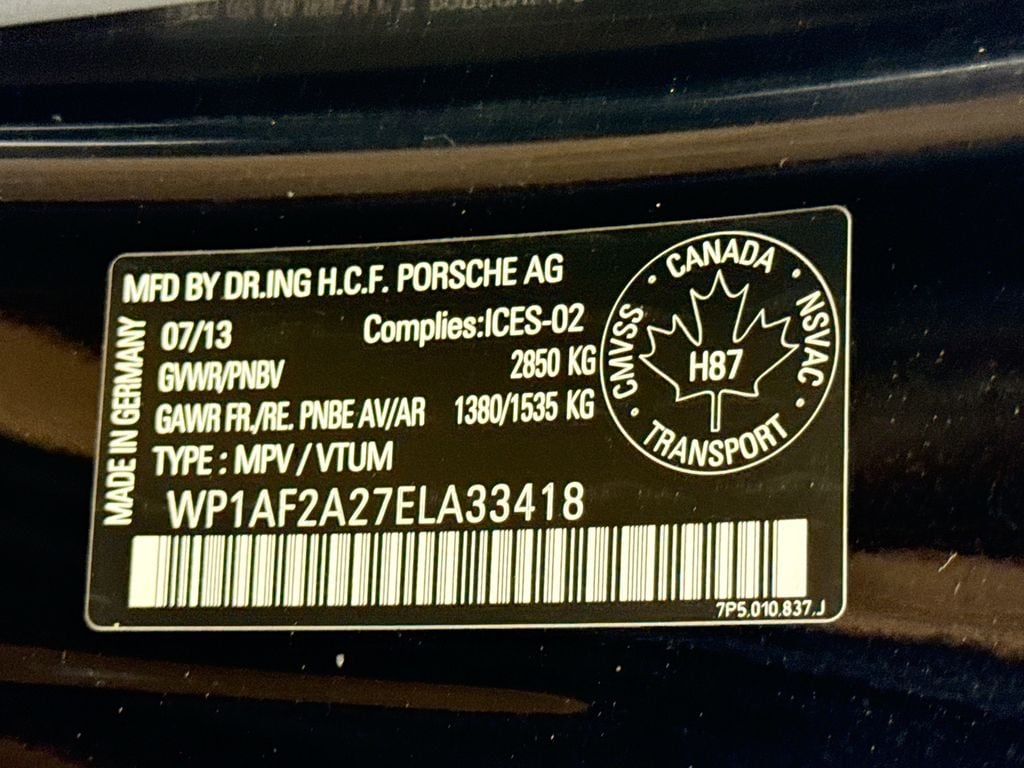 MFD BY DR.ING H.C.F. PORSCHE AG
07/13 Complies:ICES-02
GVWR/PNBV 2850 KG
GAWR FR./RE. PNBE AV/AR 1380/1535 KG
TYPE : MPV / VTUM
WP1AF2A27ELA33418
7P5.010.837.J
MADE IN GERMANY
CANADA
CMVSS
NSVAC
H87
TRANSPORT